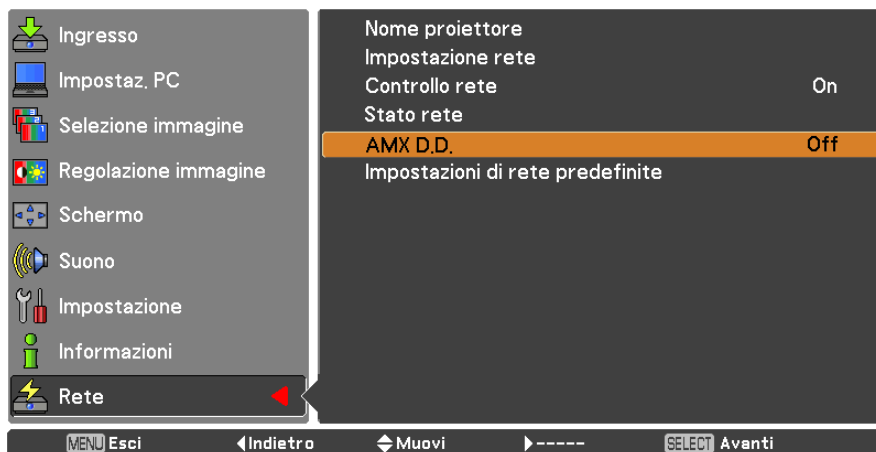 Ingresso
Impostaz. PC
Selezione immagine
Regolazione immagine
Schermo
Suono
Impostazione
Informazioni
Rete
Nome proiettore
Impostazione rete
Controllo rete On
Stato rete
AMX D.D. Off
Impostazioni di rete predefinite
MENU Esci Indietro Muovi ----- SELECT Avanti